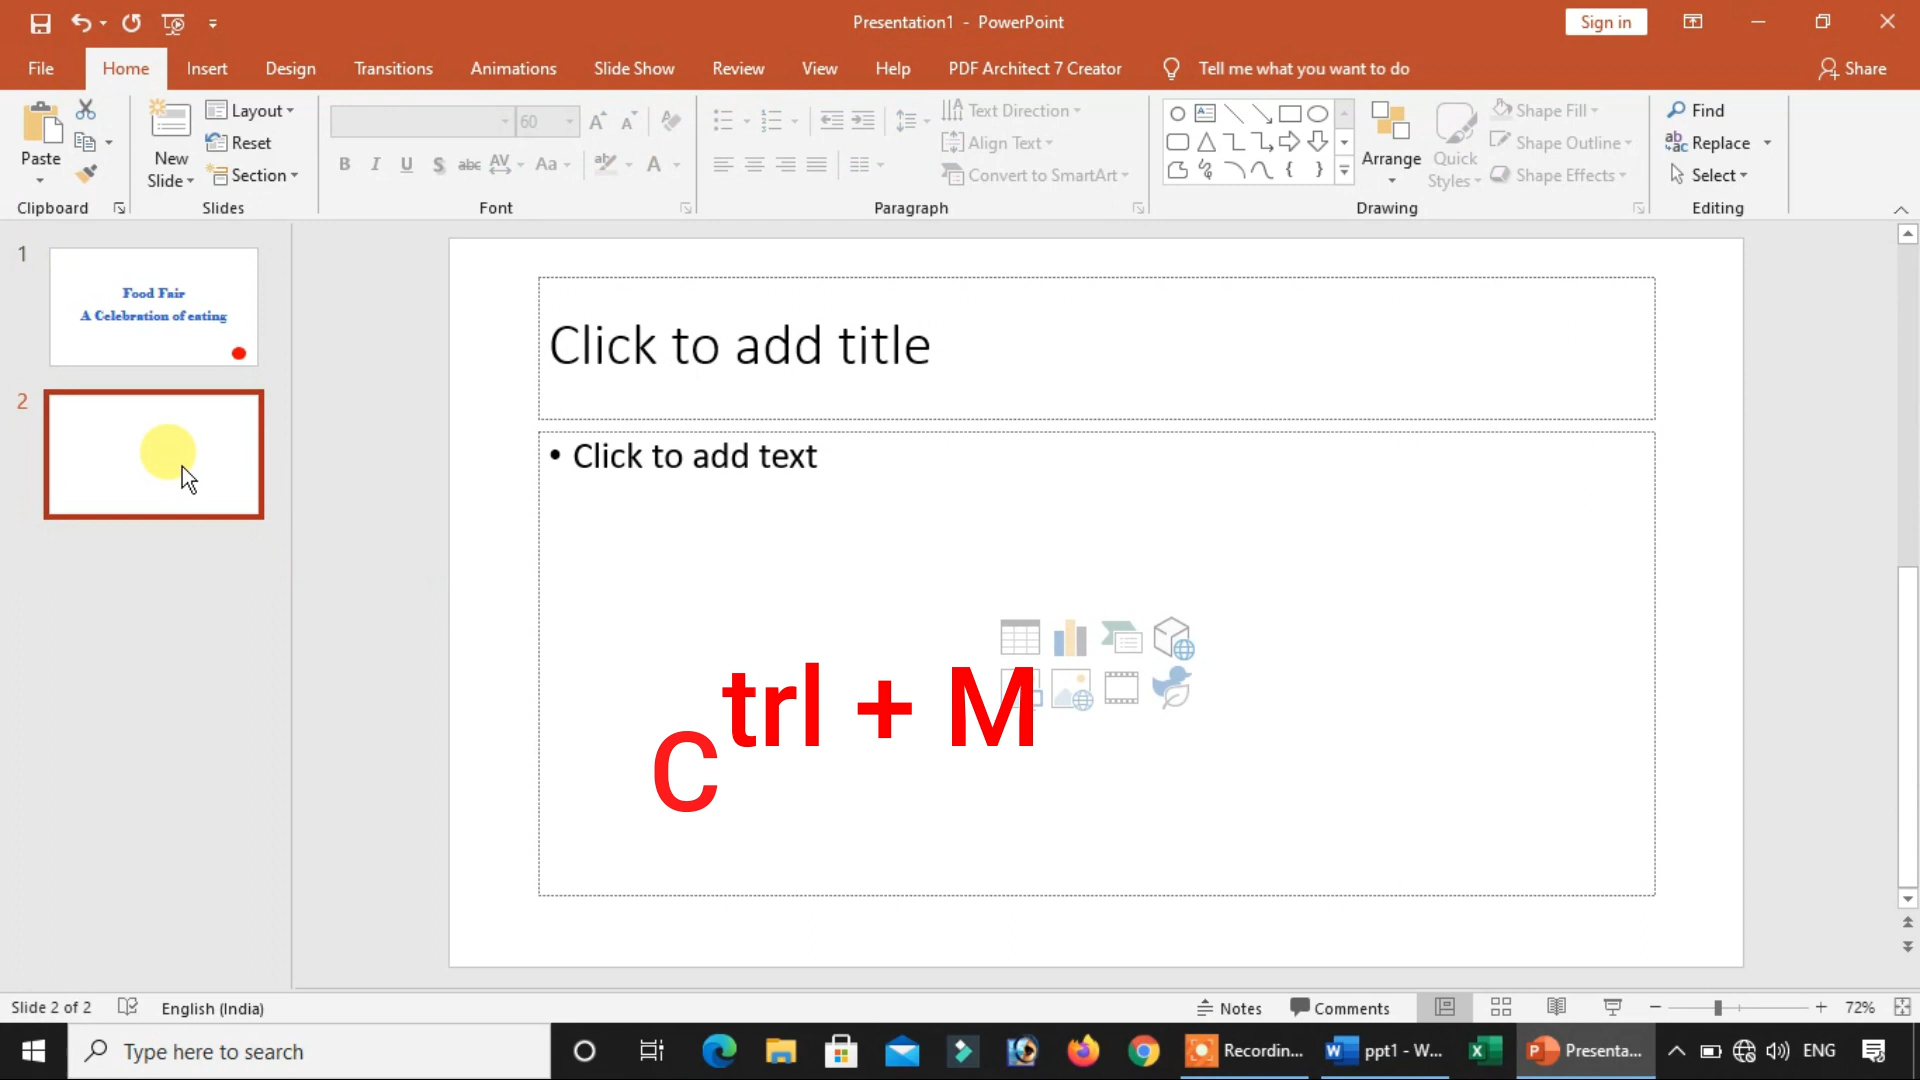 Presentation1 - PowerPoint
Sign in
File Home Insert Design Transitions Animations Slide Show Review View Help PDF Architect 7 Creator Tell me what you want to do Share
Paste
New Slide
Layout
Reset
Section
60
B I U S abc AV Aa A
Text Direction
Align Text
Convert to SmartArt
Arrange
Quick Styles
Shape Fill
Shape Outline
Shape Effects
Find
Replace
Select
Clipboard Slides Font Paragraph Drawing Editing
1
Food Fair
A Celebration of eating
2
Click to add title
• Click to add text
Ctrl + M
Slide 2 of 2 English (India) Notes Comments 72%
Type here to search Recordin... ppt1 - W... Presenta... ENG